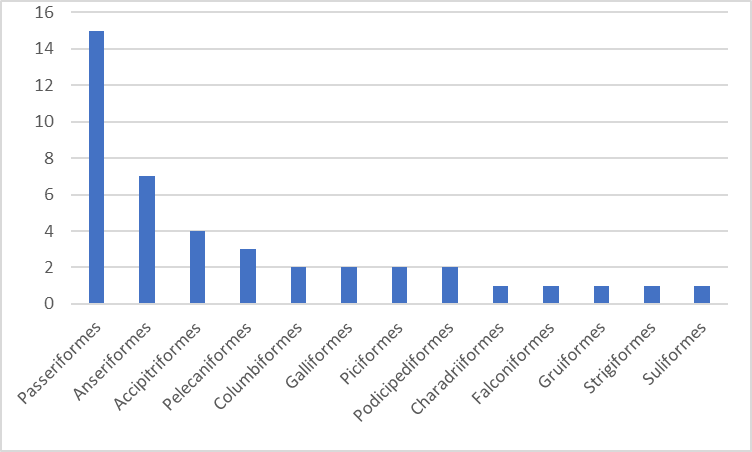 16
14
12
10
8
6
4
2
0
Passeriformes
Anseriformes
Accipitriformes
Pelecaniformes
Columbiformes
Galliformes
Piciformes
Podicipediformes
Charadriiformes
Falconiformes
Gruiformes
Strigiformes
Suliformes